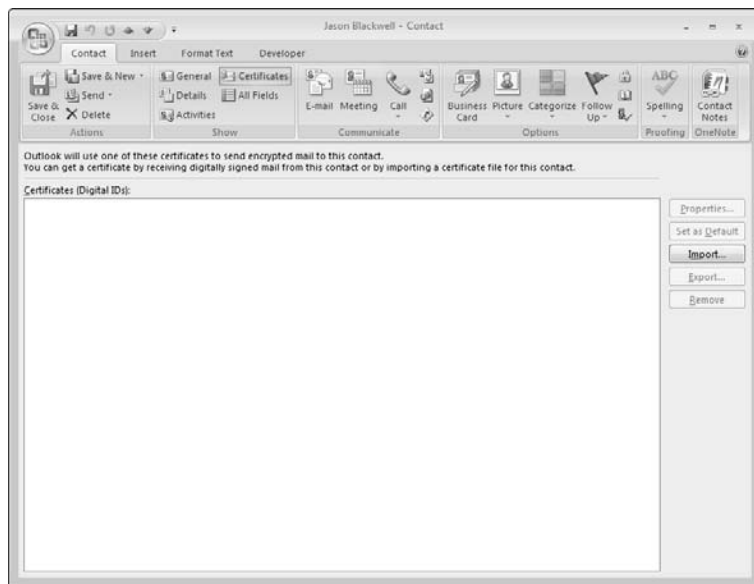 Jason Blackwell - Contact
Contact Insert Format Text Developer
Save & Close
Save & New
Send
Delete
Actions
General
Details
Activities
Certificates
All Fields
Show
E-mail
Meeting
Call
Communicate
Business Card
Picture
Categorize
Follow Up
Options
ABC
Spelling
Proofing
Contact Notes
OneNote
Outlook will use one of these certificates to send encrypted mail to this contact.
You can get a certificate by receiving digitally signed mail from this contact or by importing a certificate file for this contact.
Certificates (Digital IDs):
Properties...
Set as Default
Import...
Export...
Remove